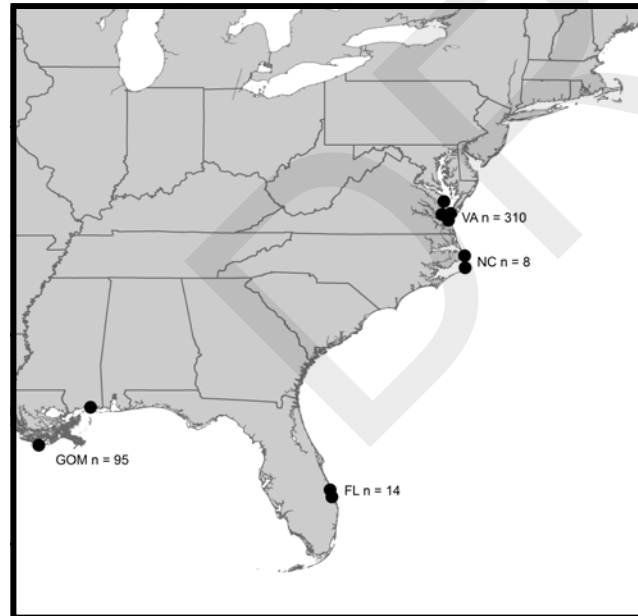 VA n = 310
NC n = 8
GOM n = 95
FL n = 14